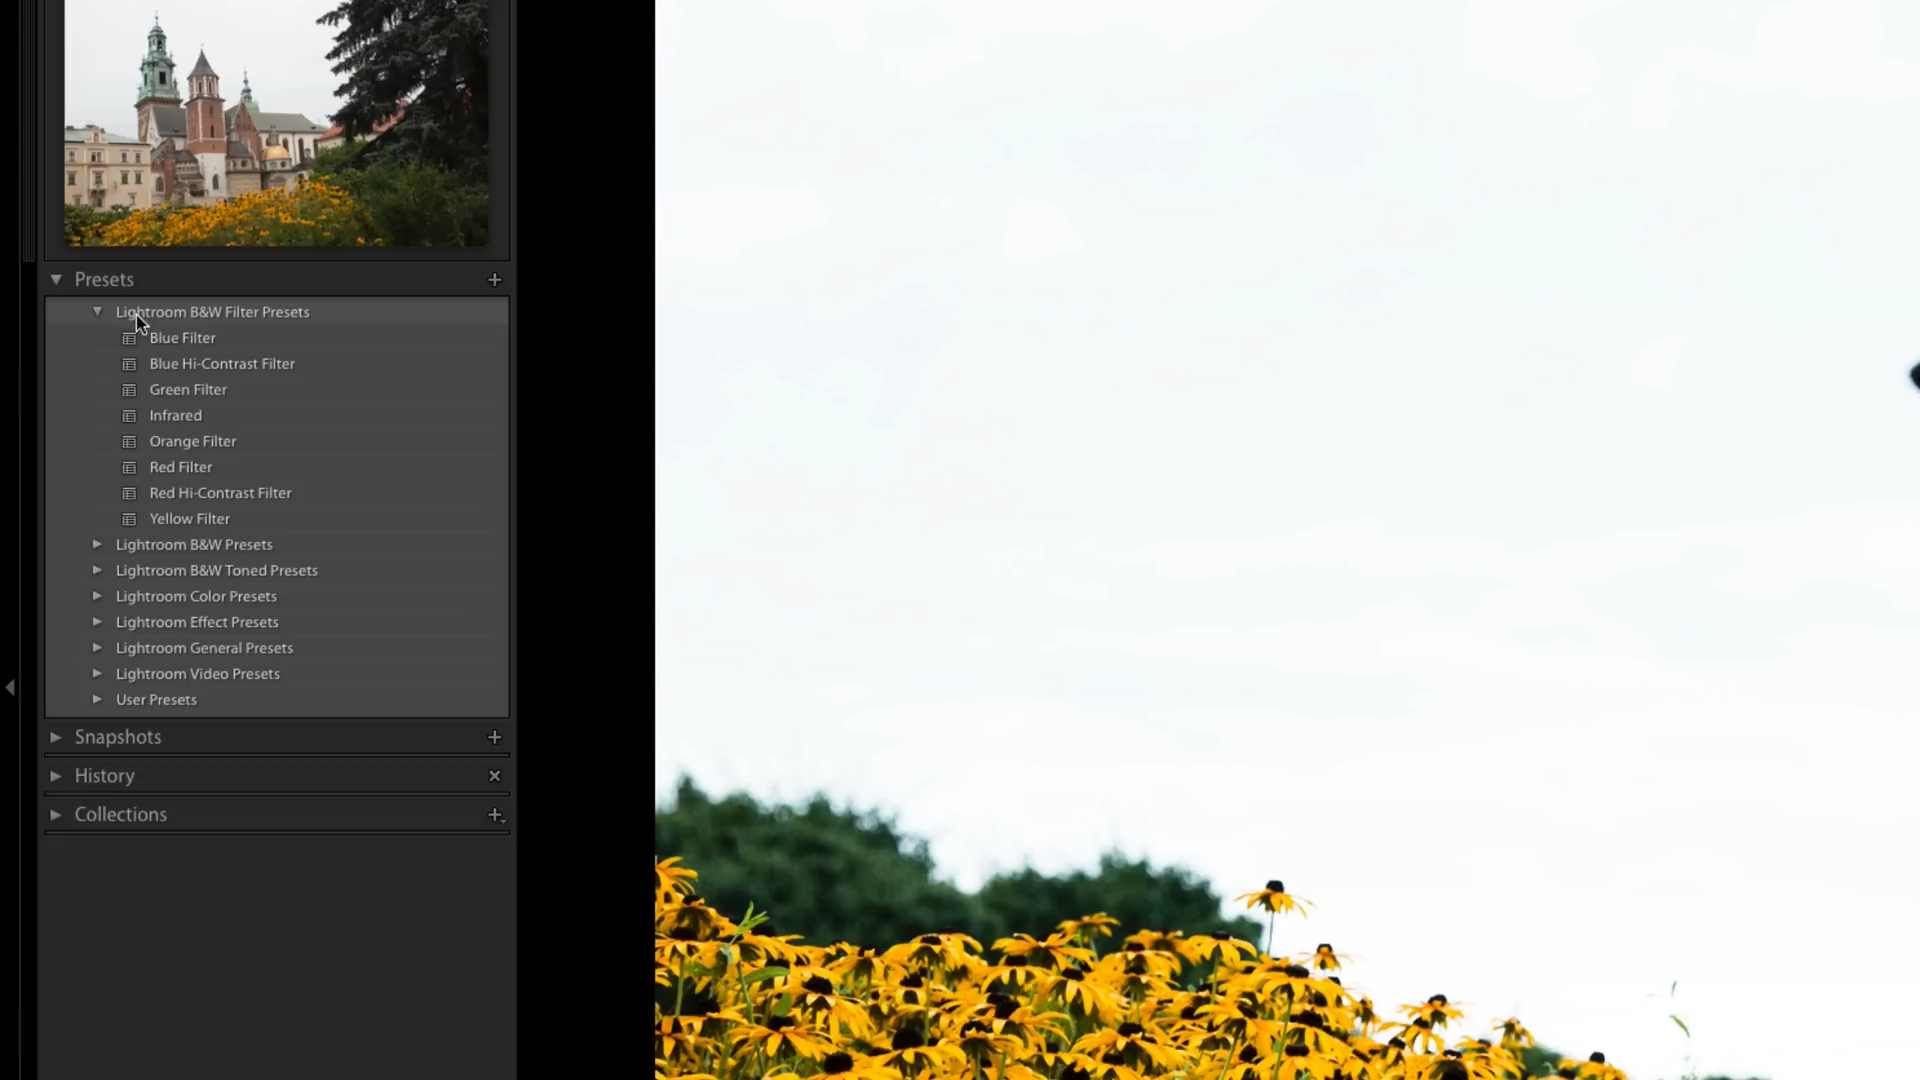 Presets
Lightroom B&W Filter Presets
Blue Filter
Blue Hi-Contrast Filter
Green Filter
Infrared
Orange Filter
Red Filter
Red Hi-Contrast Filter
Yellow Filter
Lightroom B&W Presets
Lightroom B&W Toned Presets
Lightroom Color Presets
Lightroom Effect Presets
Lightroom General Presets
Lightroom Video Presets
User Presets
Snapshots
History
Collections